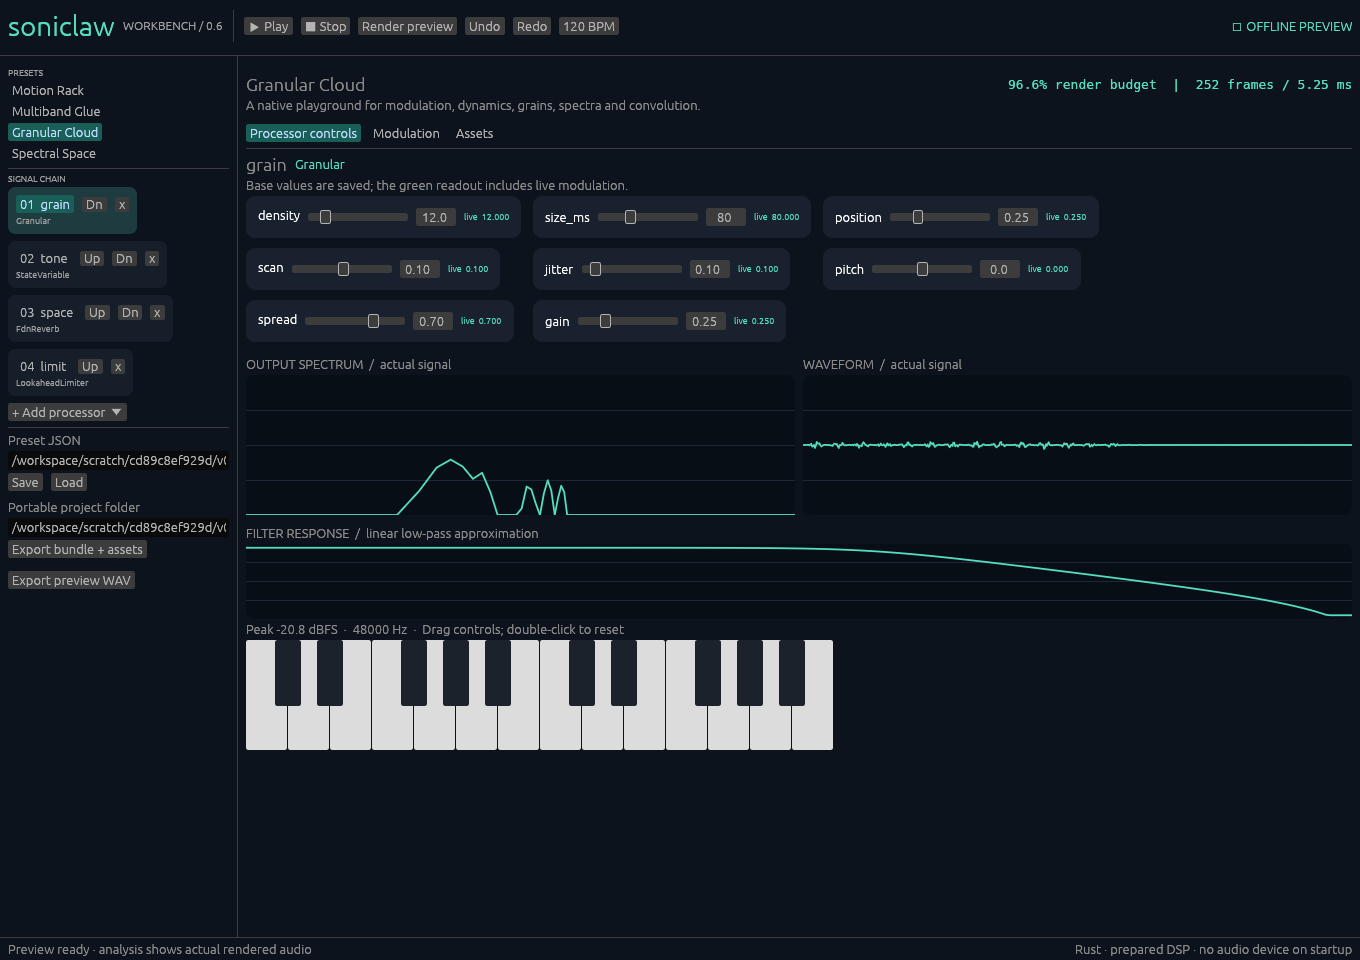 soniclaw WORKBENCH / 0.6 ▶ Play ■ Stop Render preview Undo Redo 120 BPM □ OFFLINE PREVIEW
PRESETS
Motion Rack
Multiband Glue
Granular Cloud
Spectral Space
SIGNAL CHAIN
01 grain Dn x
Granular
02 tone Up Dn x
StateVariable
03 space Up Dn x
FdnReverb
04 limit Up x
LookaheadLimiter
+ Add processor ▼
Preset JSON
/workspace/scratch/cd89c8ef929d/v0
Save Load
Portable project folder
/workspace/scratch/cd89c8ef929d/v0
Export bundle + assets
Export preview WAV
Granular Cloud 96.6% render budget | 252 frames / 5.25 ms
A native playground for modulation, dynamics, grains, spectra and convolution.
Processor controls Modulation Assets
grain Granular
Base values are saved; the green readout includes live modulation.
density 12.0 live 12.000 size_ms 80 live 80.000 position 0.25 live 0.250
scan 0.10 live 0.100 jitter 0.10 live 0.100 pitch 0.0 live 0.000
spread 0.70 live 0.700 gain 0.25 live 0.250
OUTPUT SPECTRUM / actual signal WAVEFORM / actual signal
FILTER RESPONSE / linear low-pass approximation
Peak -20.8 dBFS · 48000 Hz · Drag controls; double-click to reset
Preview ready · analysis shows actual rendered audio Rust · prepared DSP · no audio device on startup